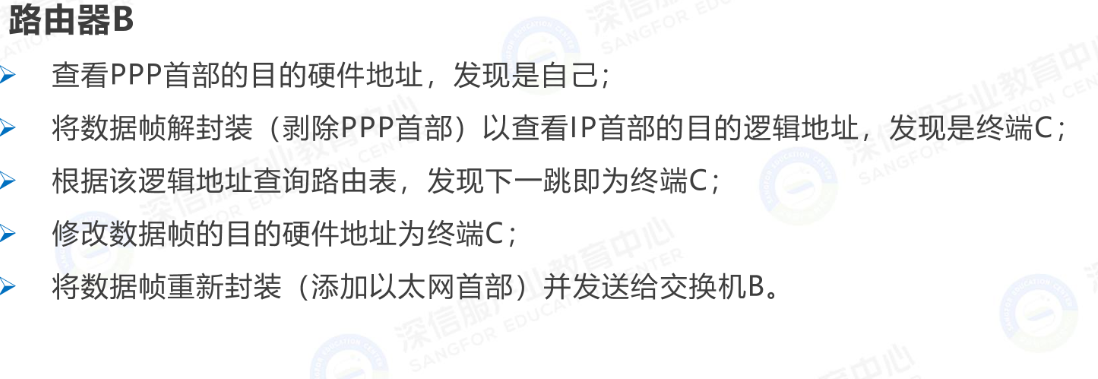 路由器B
查看PPP首部的目的硬件地址，发现是自己；
将数据帧解封装（剥除PPP首部）以查看IP首部的目的逻辑地址，发现是终端C；
根据该逻辑地址查询路由表，发现下一跳即为终端C；
修改数据帧的目的硬件地址为终端C；
将数据帧重新封装（添加以太网首部）并发送给交换机B。
深信服产业教育中心
SANGFOR EDUCATION CENTER